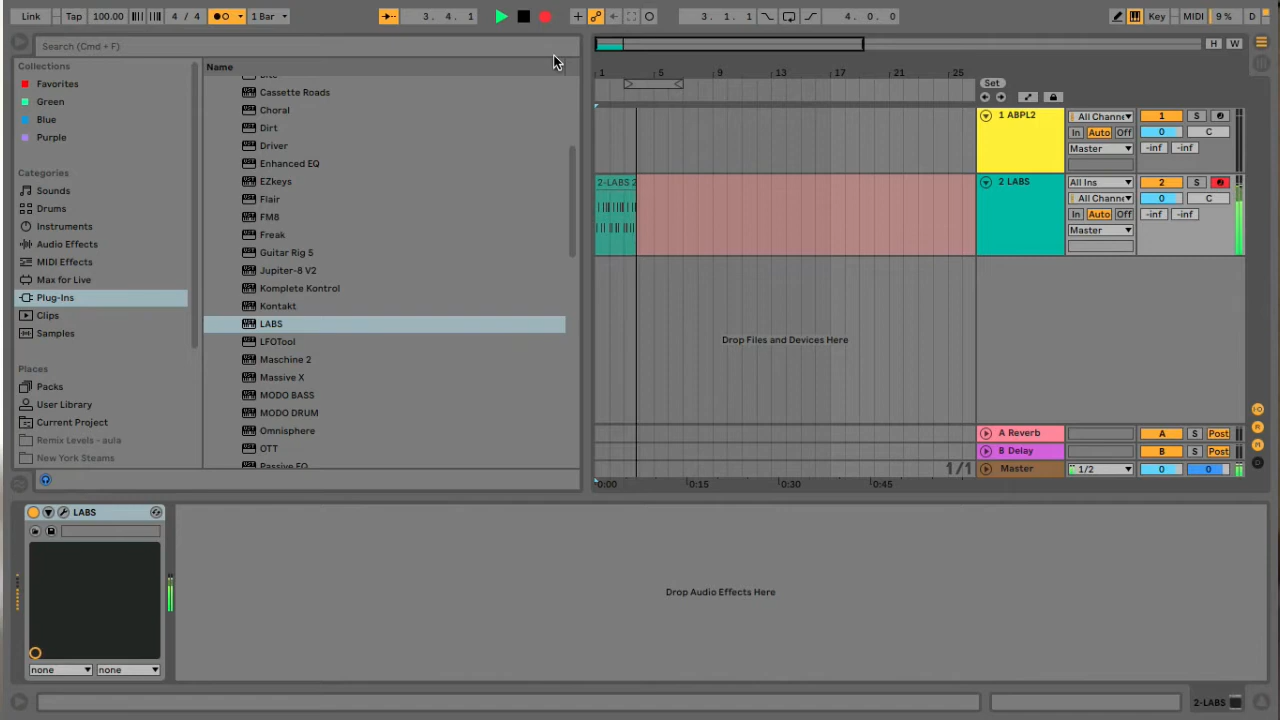 Link Tap 100.00 4 / 4 1 Bar 3. 4. 1 3. 1. 1 4. 0. 0 Key MIDI 9 % D
Search (Cmd + F)
H W
Collections
Favorites
Green
Blue
Purple
Categories
Sounds
Drums
Instruments
Audio Effects
MIDI Effects
Max for Live
Plug-Ins
Clips
Samples
Places
Packs
User Library
Current Project
Remix Levels - aula
New York Steams
Name
Cassette Roads
Choral
Dirt
Driver
Enhanced EQ
EZkeys
Flair
FM8
Freak
Guitar Rig 5
Jupiter-8 V2
Komplete Kontrol
Kontakt
LABS
LFOTool
Maschine 2
Massive X
MODO BASS
MODO DRUM
Omnisphere
OTT
Passive EQ
1 5 9 13 17 21 25
Set
1 ABPL2 All Channe 1 S
In Auto Off 0 C
Master -inf -inf
2-LABS 2
2 LABS All Ins 2 S
All Channe 0 C
In Auto Off -inf -inf
Master
Drop Files and Devices Here
A Reverb A S Post
B Delay B S Post
1/1 Master 1/2 0 0
0:00 0:15 0:30 0:45
LABS
none none
Drop Audio Effects Here
2-LABS